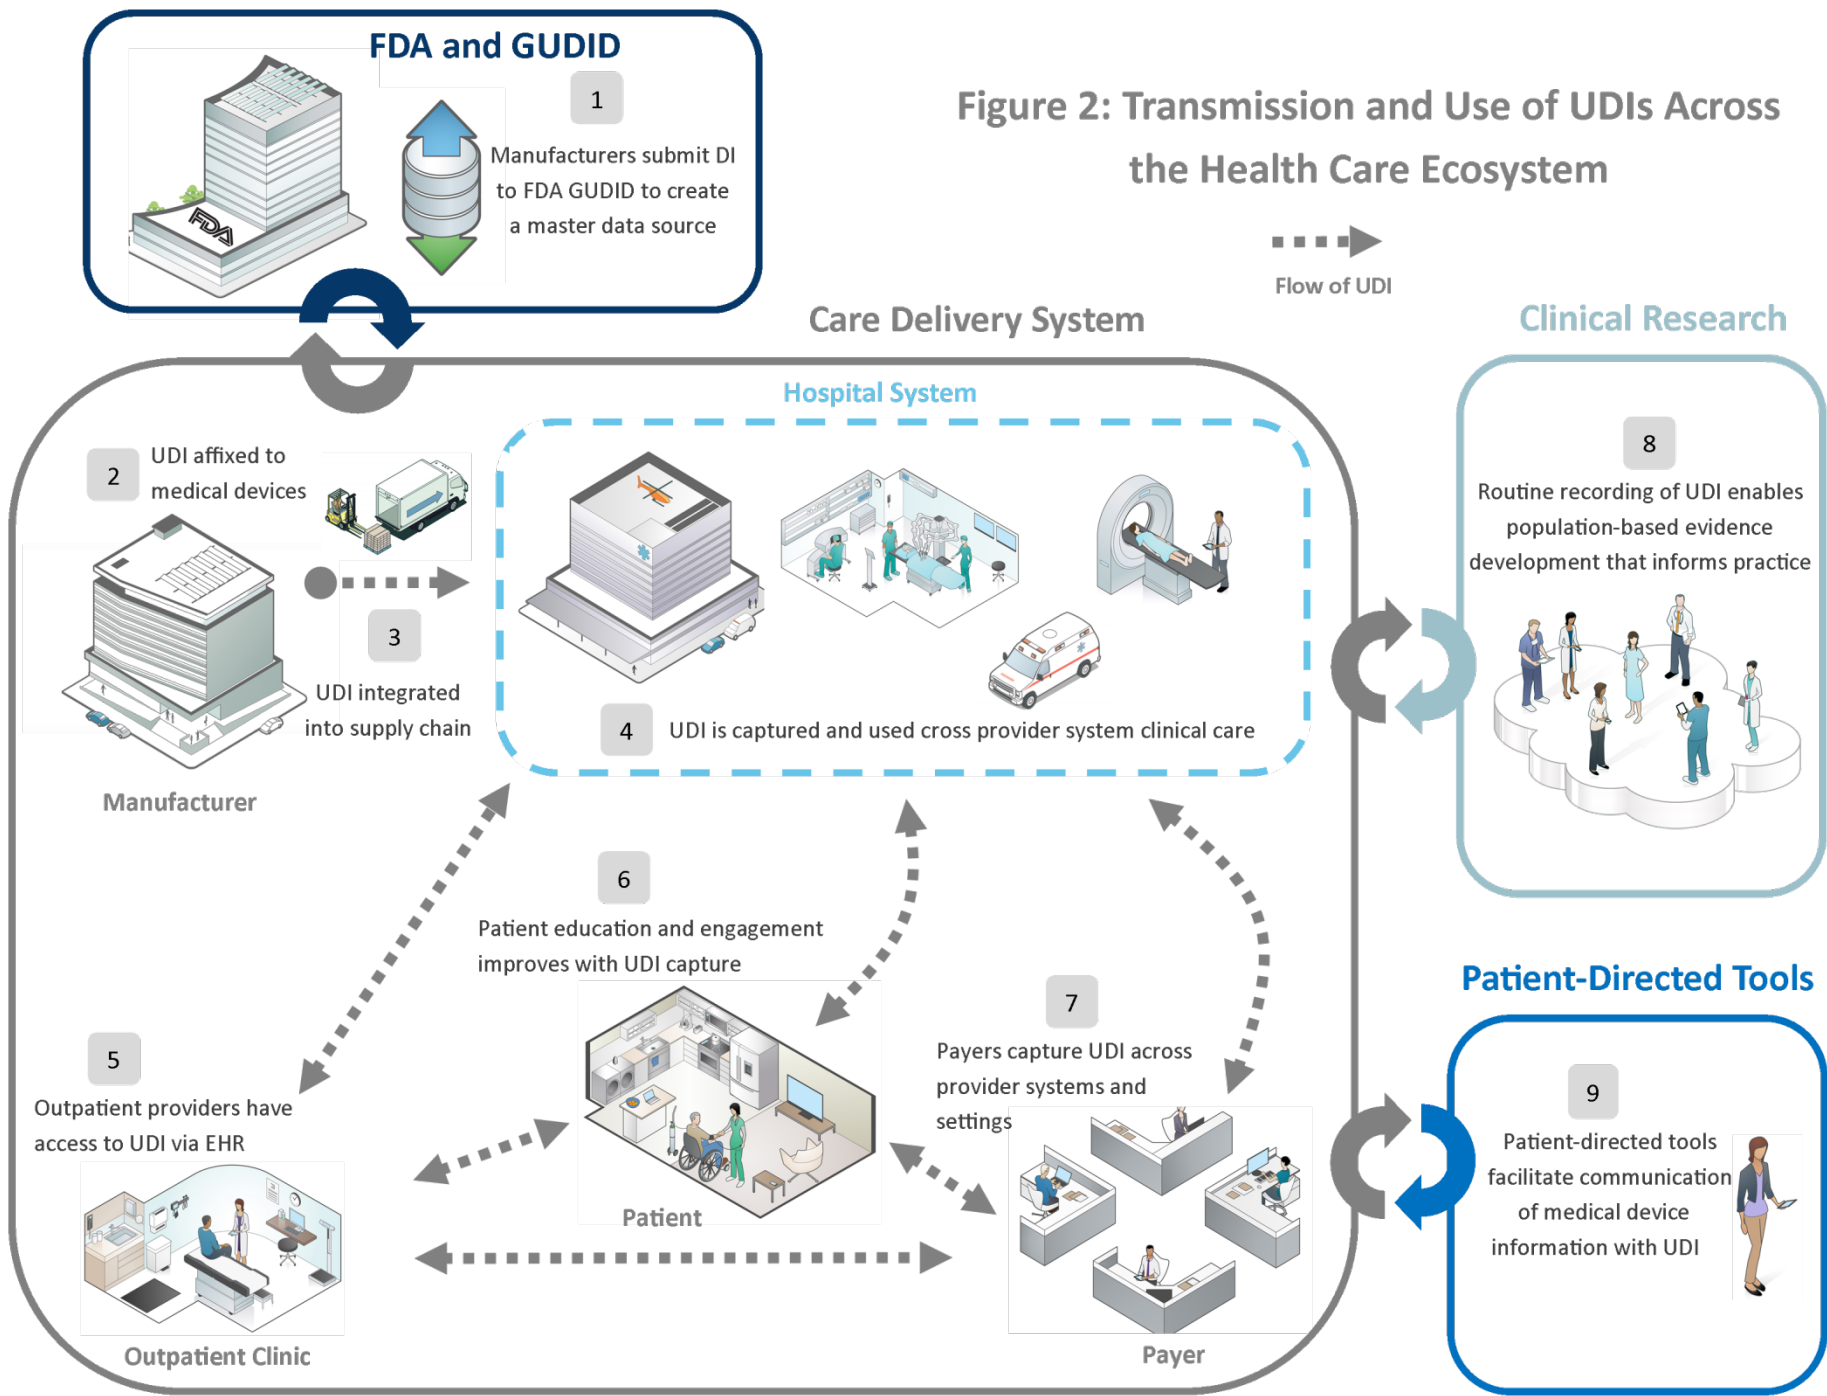 FDA and GUDID
1
Manufacturers submit DI
to FDA GUDID to create
a master data source
FDA
Figure 2: Transmission and Use of UDIs Across
the Health Care Ecosystem
Flow of UDI
Care Delivery System
Clinical Research
Hospital System
2
UDI affixed to
medical devices
3
UDI integrated
into supply chain
Manufacturer
4
UDI is captured and used cross provider system clinical care
8
Routine recording of UDI enables
population-based evidence
development that informs practice
6
Patient education and engagement
improves with UDI capture
Patient
7
Payers capture UDI across
provider systems and
settings
Payer
5
Outpatient providers have
access to UDI via EHR
Outpatient Clinic
Patient-Directed Tools
9
Patient-directed tools
facilitate communication
of medical device
information with UDI